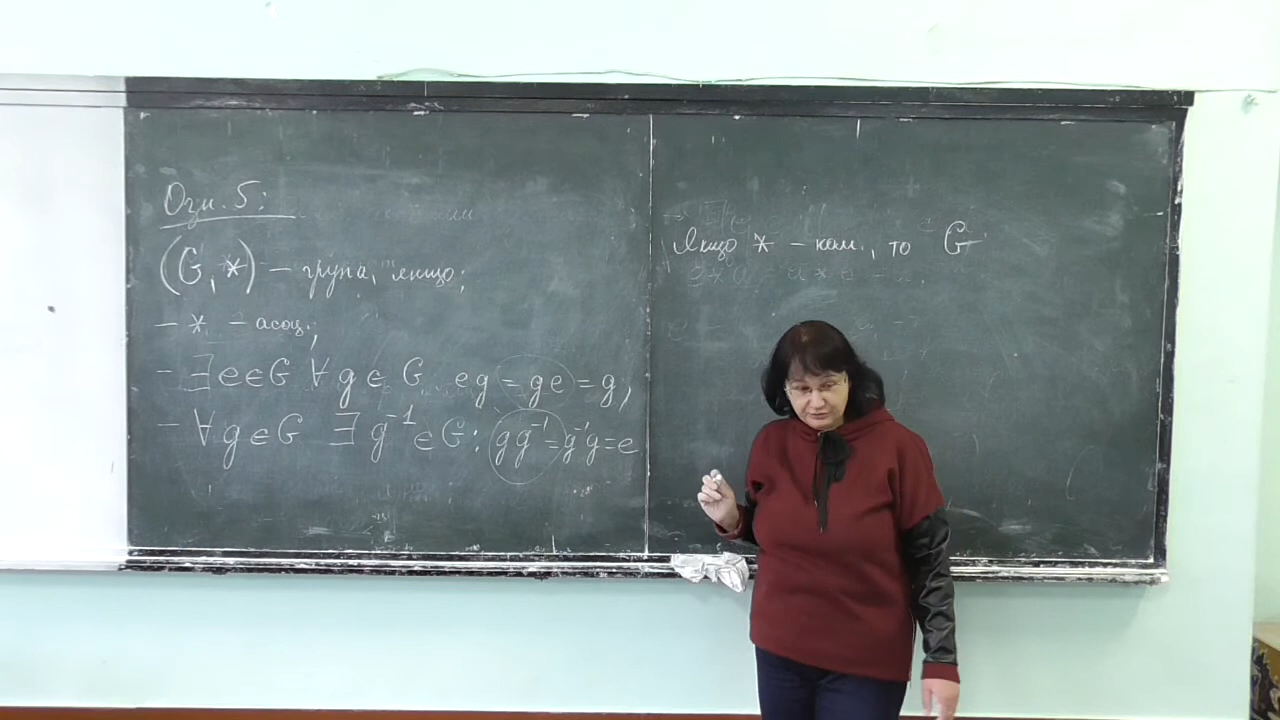 Озн. 5:
(G, *) – група, якщо:
– * – асоц.;
– ∃ e ∈ G ∀ g ∈ G eg = ge = g,
– ∀ g ∈ G ∃ g⁻¹ ∈ G: gg⁻¹ = g⁻¹g = e
Якщо * – ком., то G